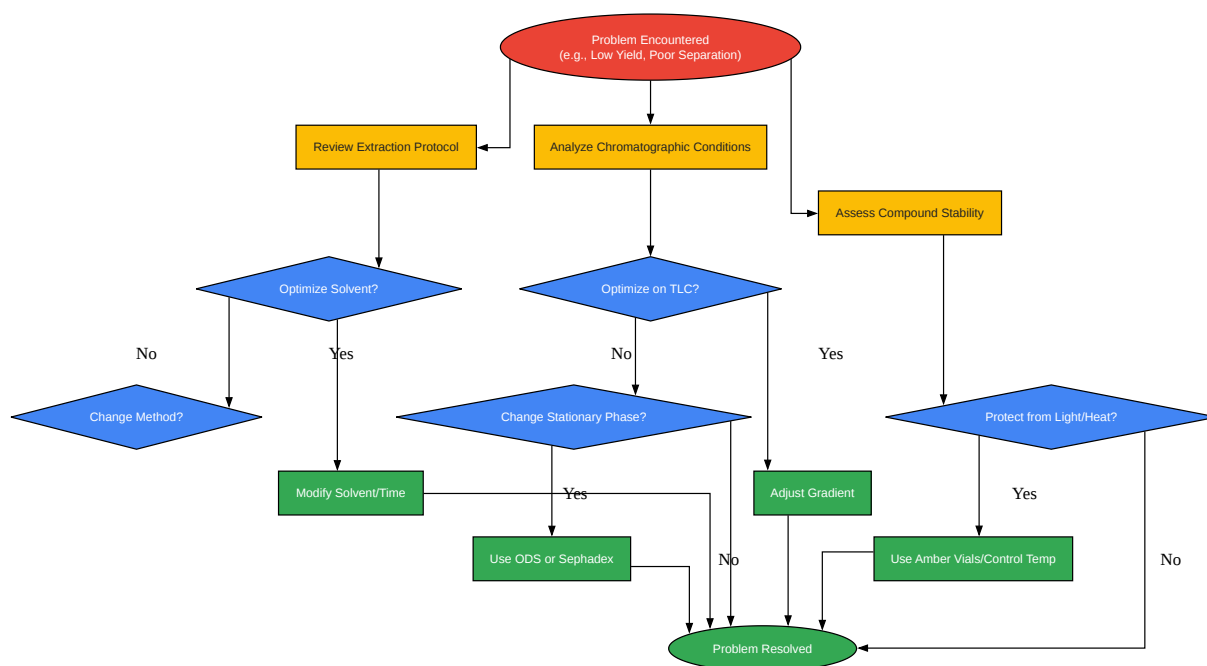 Problem Encountered
(e.g., Low Yield, Poor Separation)
Review Extraction Protocol
Analyze Chromatographic Conditions
Assess Compound Stability
Optimize Solvent?
Optimize on TLC?
No
Yes
No
Yes
Change Method?
Change Stationary Phase?
Protect from Light/Heat?
Modify Solvent/Time
Yes
Adjust Gradient
Yes
Use ODS or Sephadex
No
Use Amber Vials/Control Temp
No
Problem Resolved